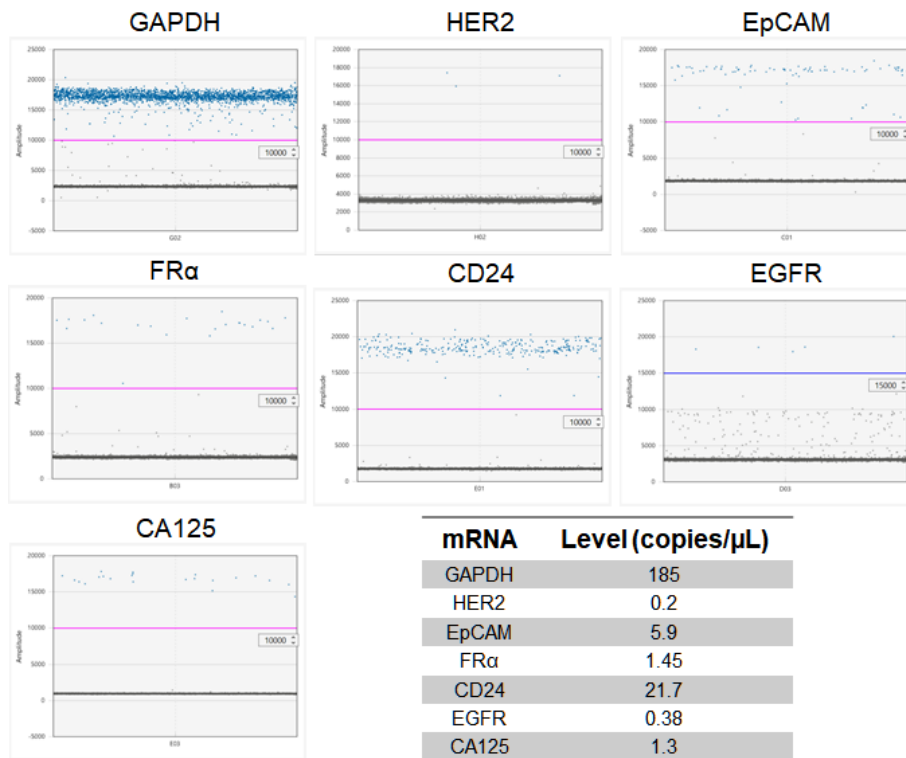 GAPDH
25000
20000
15000
10000
5000
0
-5000
Amplitude
10000
G02
HER2
20000
18000
16000
14000
12000
10000
8000
6000
4000
2000
0
Amplitude
10000
H02
EpCAM
20000
15000
10000
5000
0
-5000
Amplitude
10000
C01
FRα
20000
15000
10000
5000
0
Amplitude
10000
B03
CD24
25000
20000
15000
10000
5000
0
Amplitude
10000
E01
EGFR
25000
20000
15000
10000
5000
0
Amplitude
15000
D03
CA125
20000
15000
10000
5000
0
-5000
Amplitude
10000
E03
mRNA Level (copies/µL)
GAPDH 185
HER2 0.2
EpCAM 5.9
FRα 1.45
CD24 21.7
EGFR 0.38
CA125 1.3